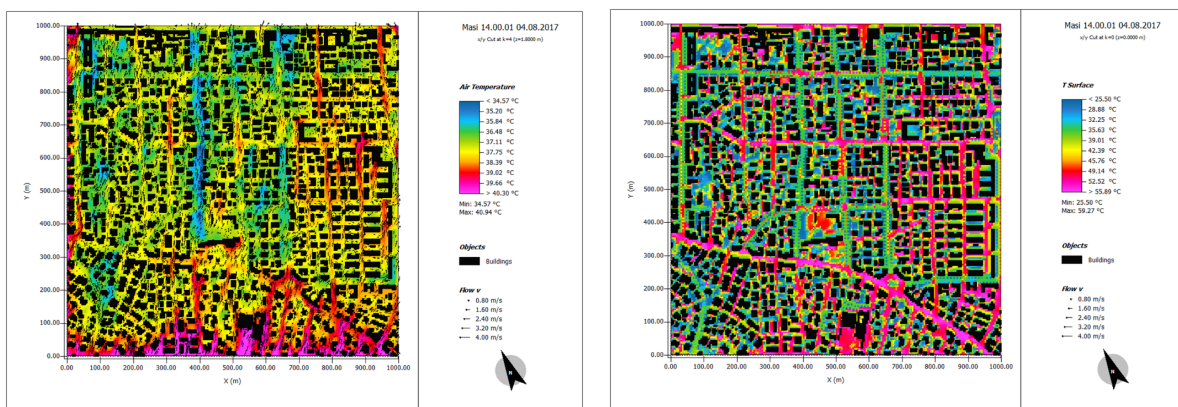 Masi 14.00.01 04.08.2017
x/y Cut at k=4 (z=1.8000 m)
Air Temperature
< 34.57 °C
35.20 °C
35.84 °C
36.48 °C
37.11 °C
37.75 °C
38.39 °C
39.02 °C
39.66 °C
> 40.30 °C
Min: 34.57 °C
Max: 40.94 °C
Objects
Buildings
Flow v
0.80 m/s
1.60 m/s
2.40 m/s
3.20 m/s
4.00 m/s
N
1000.00
900.00
800.00
700.00
600.00
500.00
400.00
300.00
200.00
100.00
0.00
Y (m)
0.00 100.00 200.00 300.00 400.00 500.00 600.00 700.00 800.00 900.00 1000.00
X (m)
Masi 14.00.01 04.08.2017
x/y Cut at k=0 (z=0.0000 m)
T Surface
< 25.50 °C
28.88 °C
32.25 °C
35.63 °C
39.01 °C
42.39 °C
45.76 °C
49.14 °C
52.52 °C
> 55.89 °C
Min: 25.50 °C
Max: 59.27 °C
Objects
Buildings
Flow v
0.80 m/s
1.60 m/s
2.40 m/s
3.20 m/s
4.00 m/s
N
1000.00
900.00
800.00
700.00
600.00
500.00
400.00
300.00
200.00
100.00
0.00
Y (m)
0.00 100.00 200.00 300.00 400.00 500.00 600.00 700.00 800.00 900.00 1000.00
X (m)